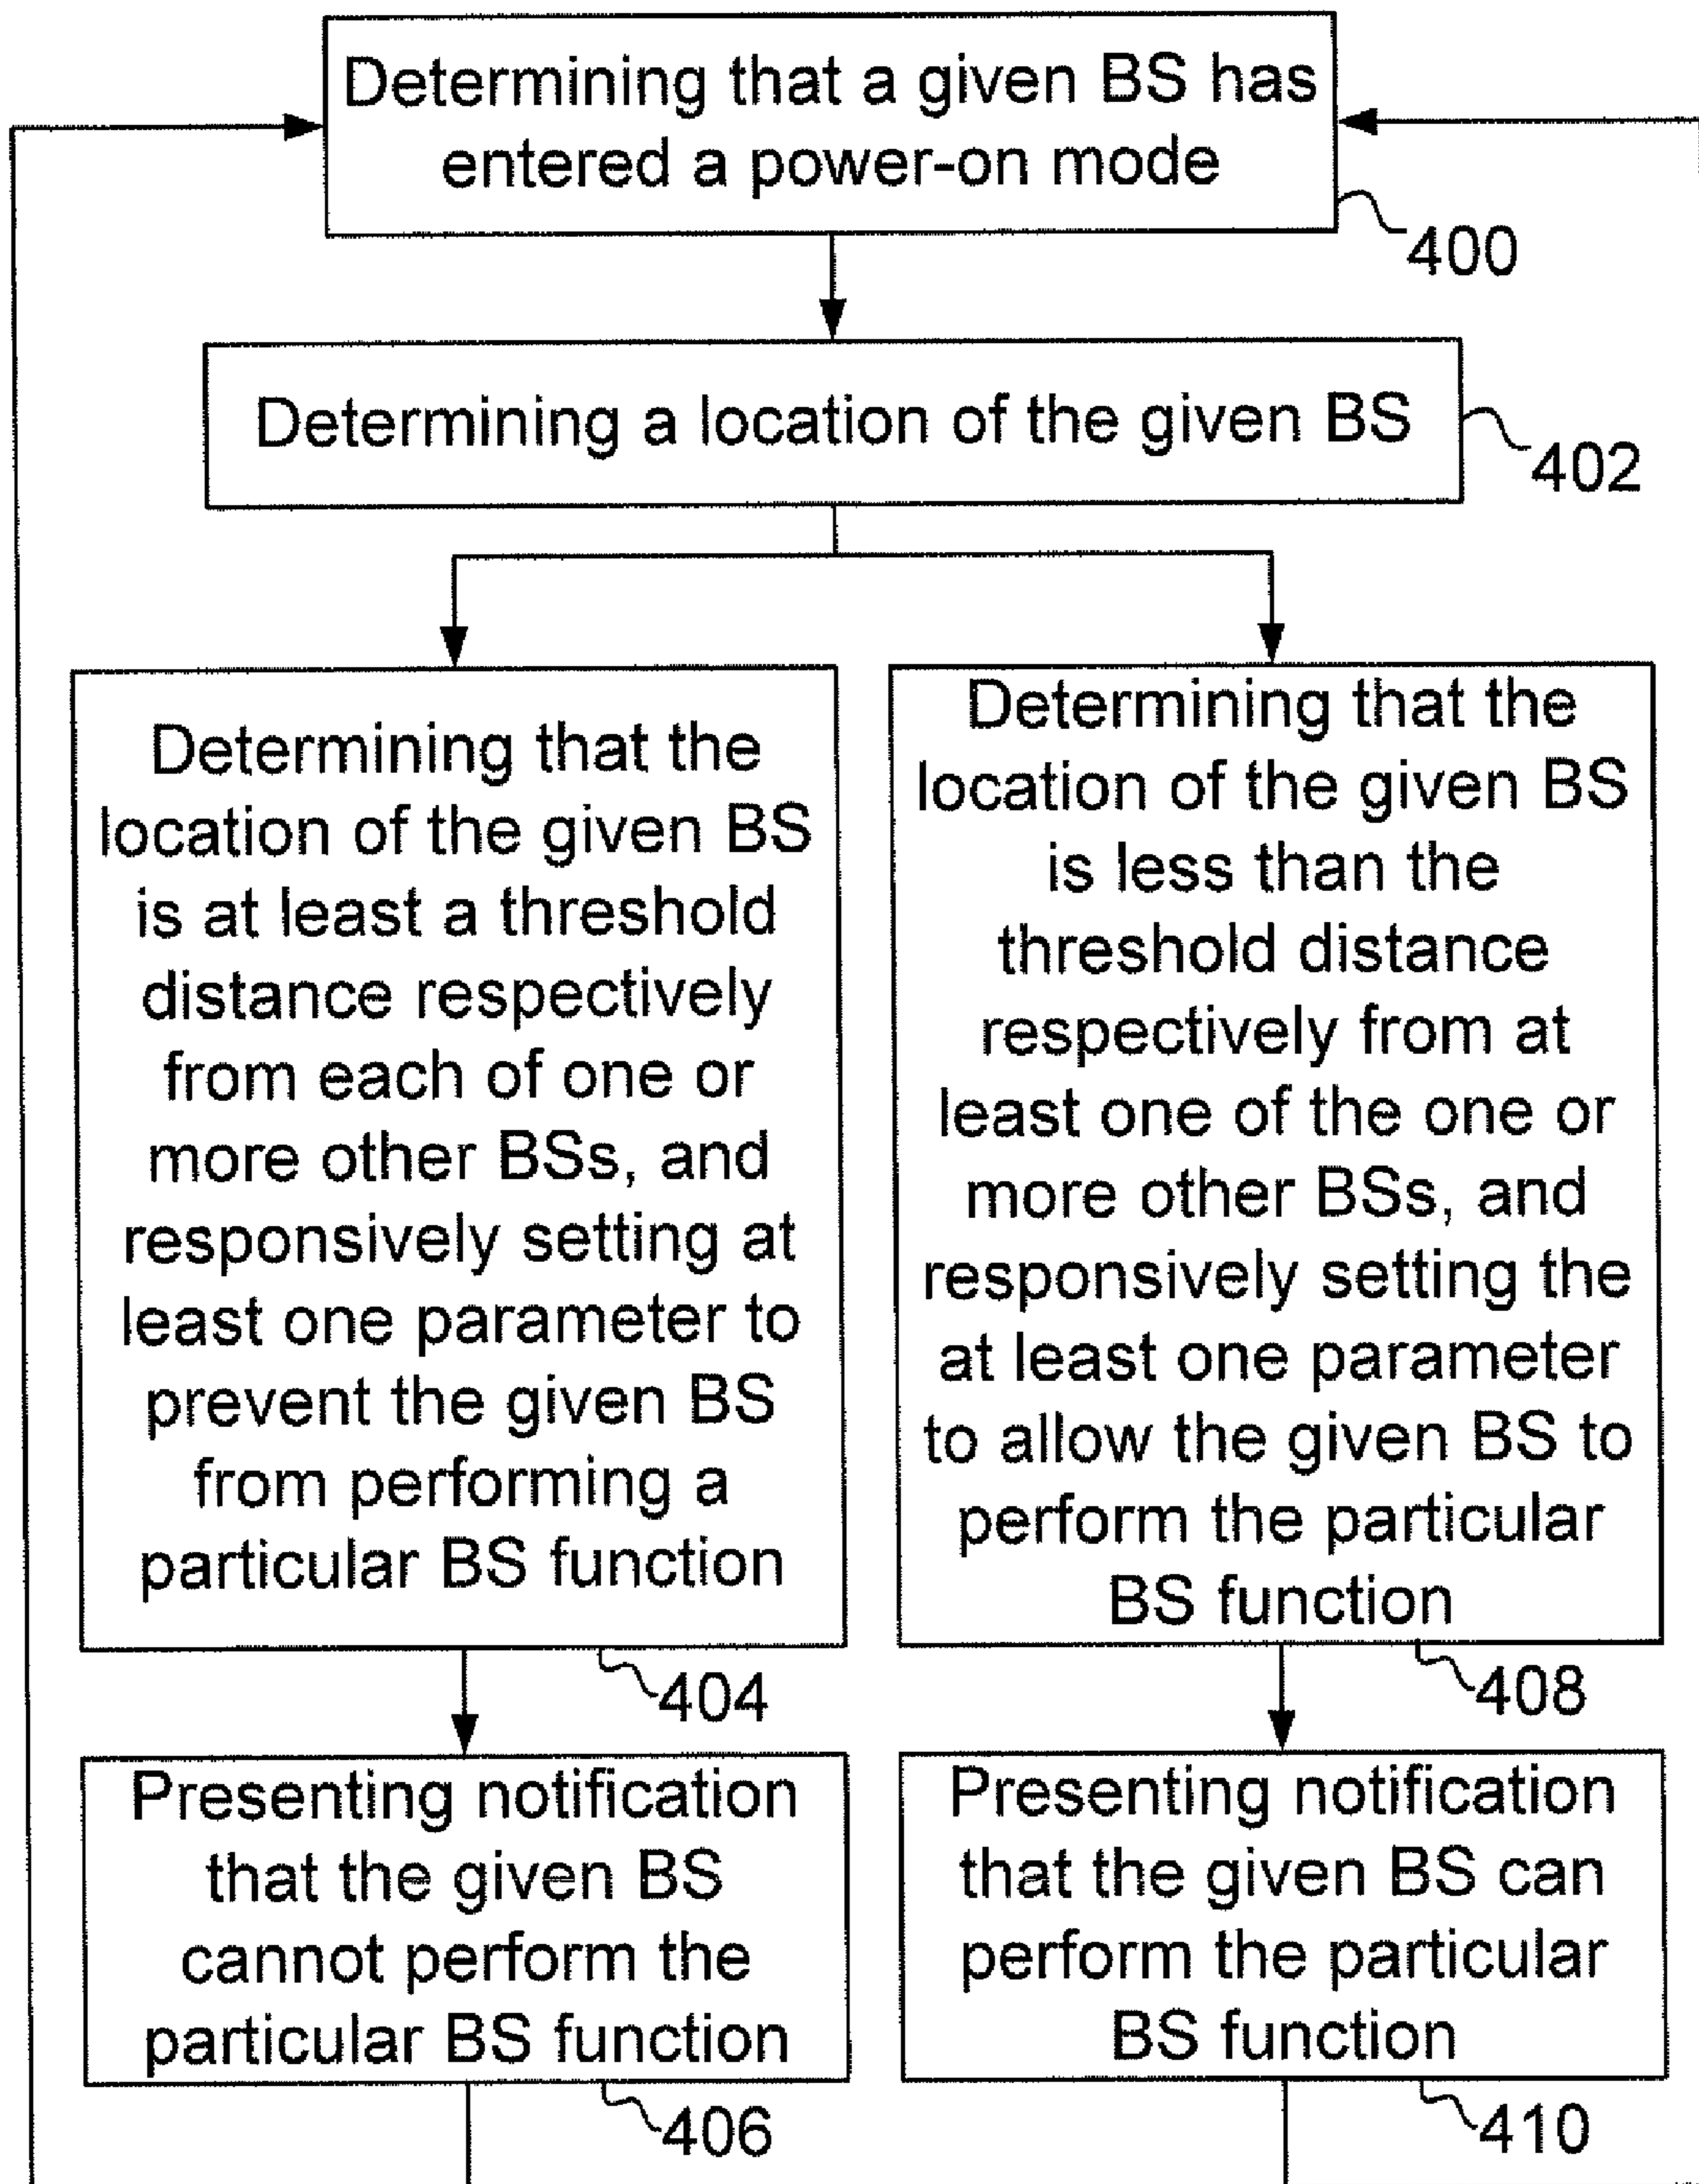 Determining that a given BS has
entered a power-on mode
400
Determining a location of the given BS
402
Determining that the
location of the given BS
is at least a threshold
distance respectively
from each of one or
more other BSs, and
responsively setting at
least one parameter to
prevent the given BS
from performing a
particular BS function
404
Determining that the
location of the given BS
is less than the
threshold distance
respectively from at
least one of the one or
more other BSs, and
responsively setting the
at least one parameter
to allow the given BS to
perform the particular
BS function
408
Presenting notification
that the given BS
cannot perform the
particular BS function
406
Presenting notification
that the given BS can
perform the particular
BS function
410